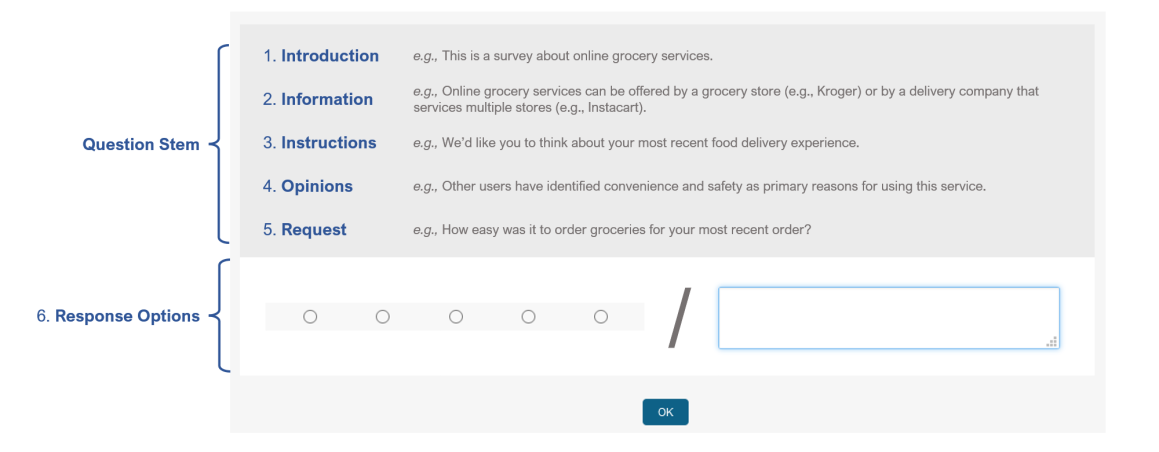 1. Introduction e.g., This is a survey about online grocery services.
2. Information e.g., Online grocery services can be offered by a grocery store (e.g., Kroger) or by a delivery company that
services multiple stores (e.g., Instacart).
Question Stem
3. Instructions e.g., We'd like you to think about your most recent food delivery experience.
4. Opinions e.g., Other users have identified convenience and safety as primary reasons for using this service.
5. Request e.g., How easy was it to order groceries for your most recent order?
6. Response Options
/
OK